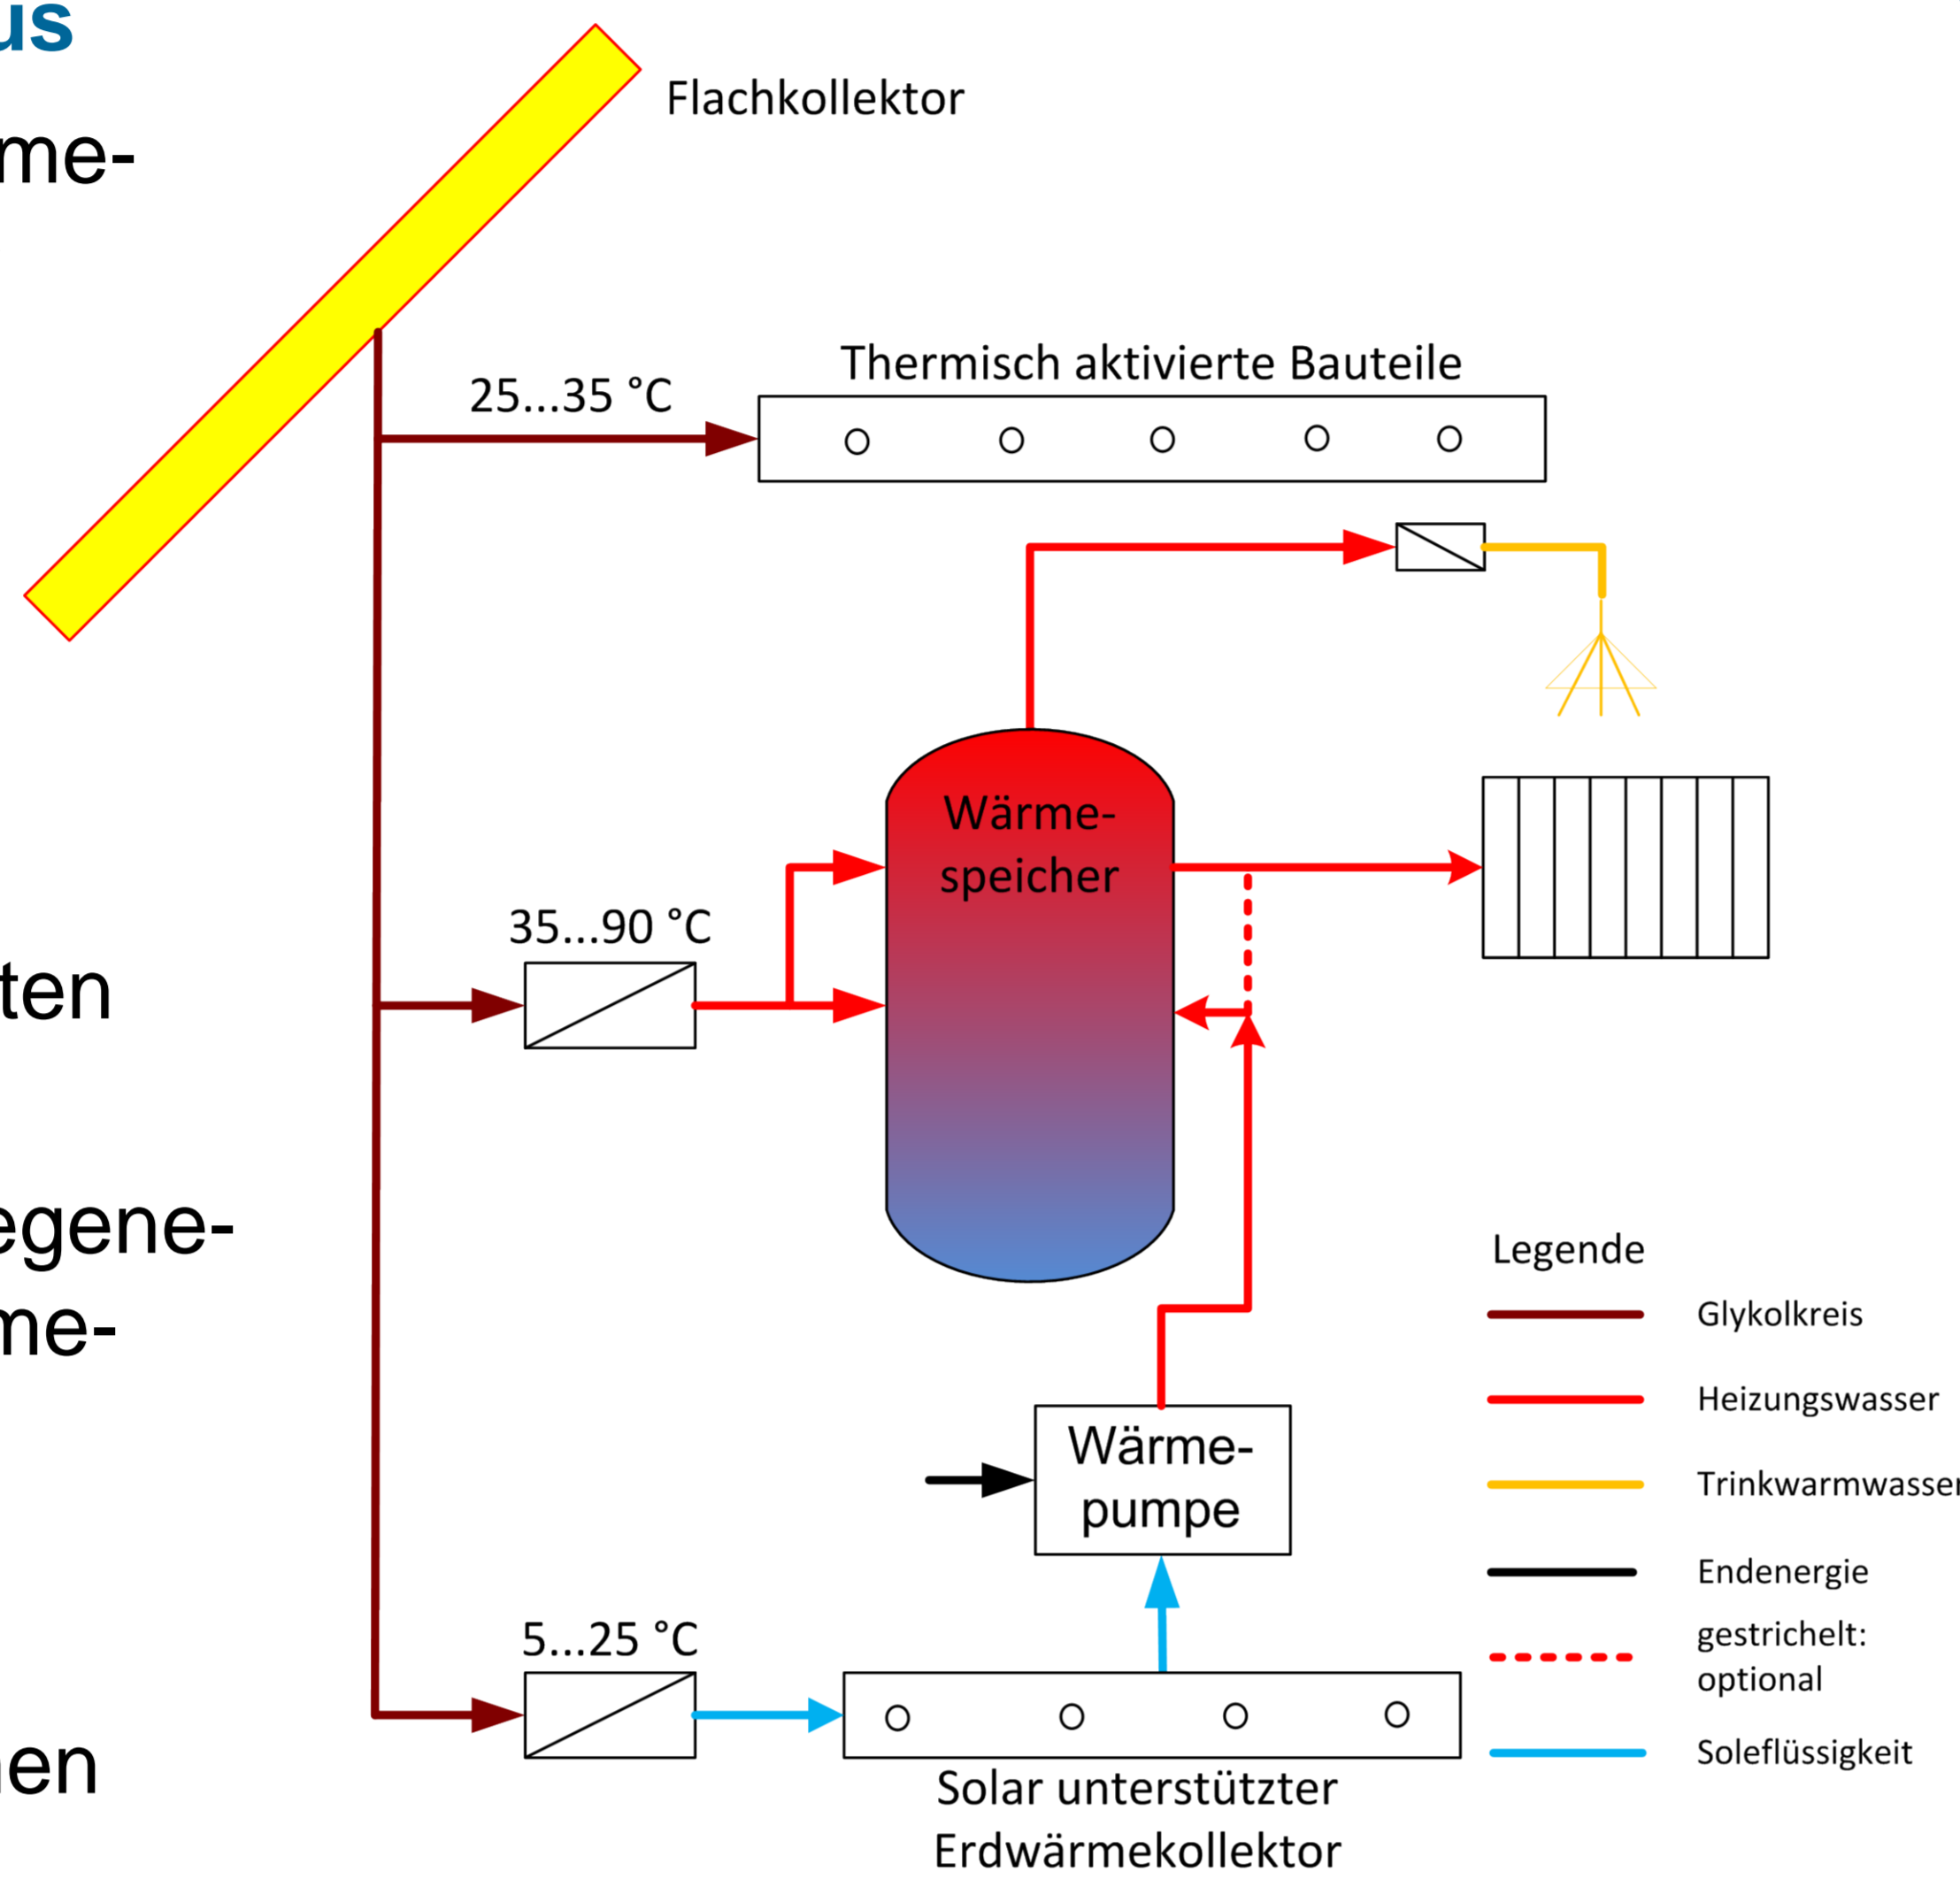 us
me-
ten
egene-
me-
en
Flachkollektor
25...35 °C
Thermisch aktivierte Bauteile
Wärme-
speicher
35...90 °C
Wärme-
pumpe
5...25 °C
Solar unterstützter
Erdwärmekollektor
Legende
Glykolkreis
Heizungswasser
Trinkwarmwasser
Endenergie
gestrichelt:
optional
Soleflüssigkeit